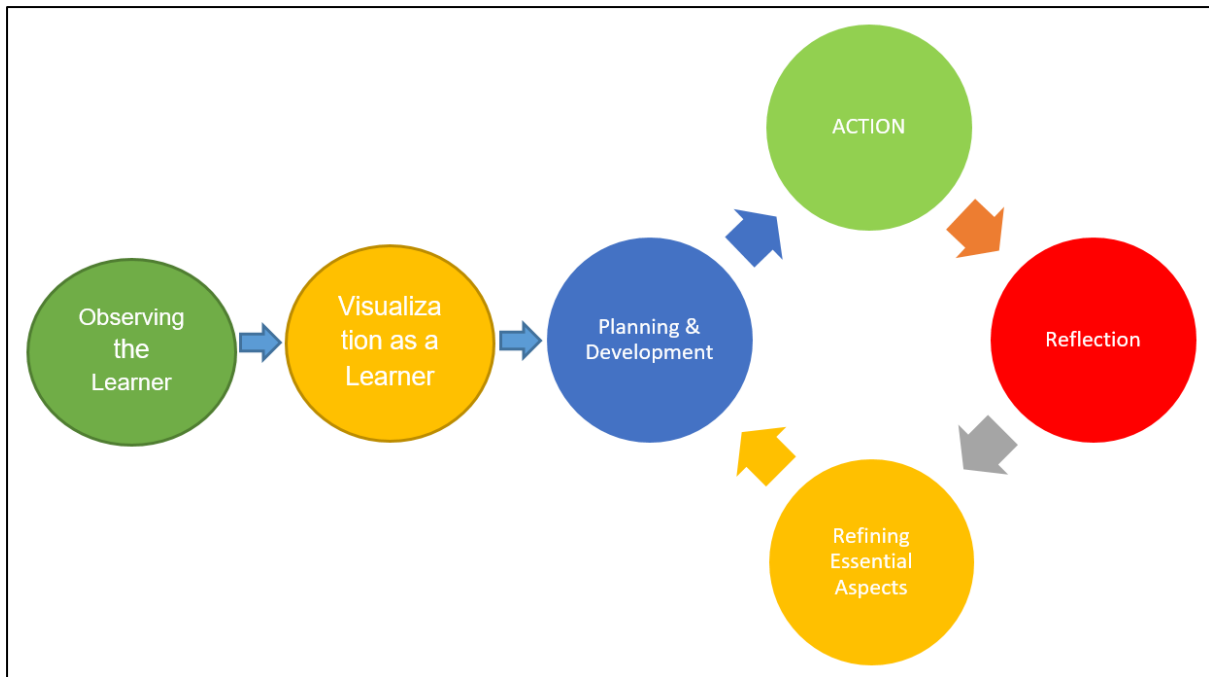 Observing
the
Learner
Visualiza
tion as a
Learner
Planning &
Development
ACTION
Reflection
Refining
Essential
Aspects